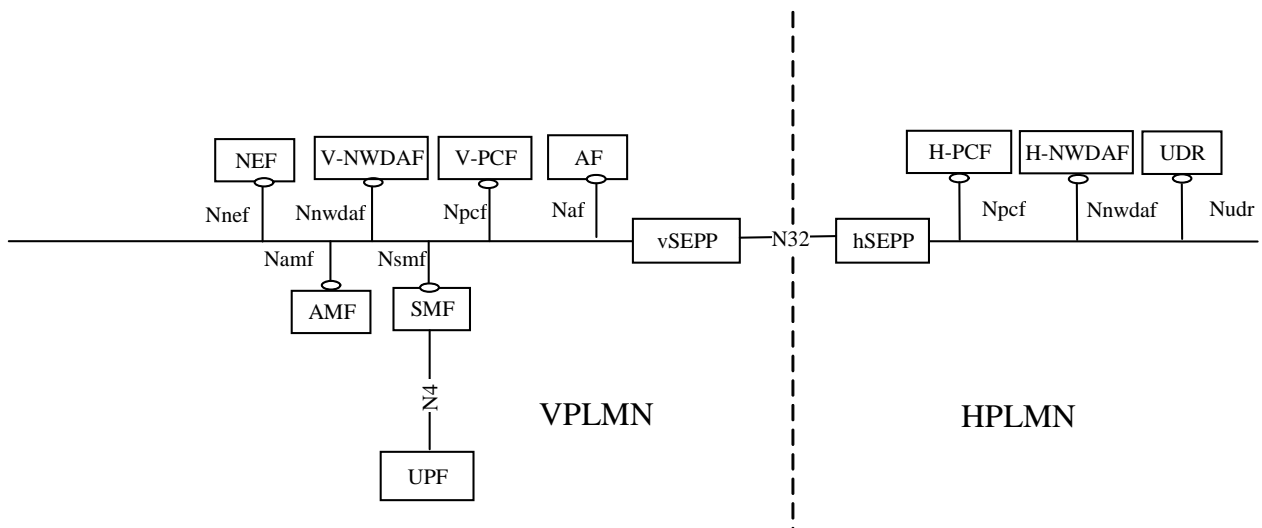 NEF
V-NWDAF
V-PCF
AF
H-PCF
H-NWDAF
UDR
Nnef
Nnwdaf
Npcf
Naf
Npcf
Nnwdaf
Nudr
vSEPP
N32
hSEPP
Namf
Nsmf
AMF
SMF
N4
VPLMN
HPLMN
UPF